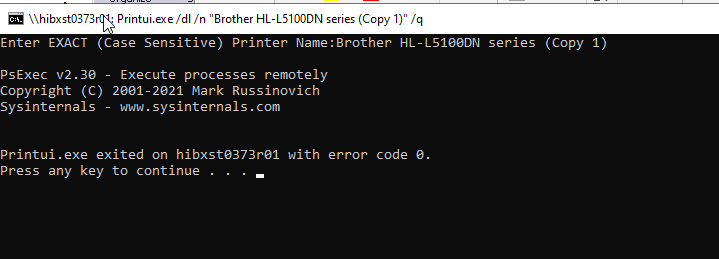 \\hibxst0373r01: Printui.exe /dl /n "Brother HL-L5100DN series (Copy 1)" /q
Enter EXACT (Case Sensitive) Printer Name:Brother HL-L5100DN series (Copy 1)
PsExec v2.30 - Execute processes remotely
Copyright (C) 2001-2021 Mark Russinovich
Sysinternals - www.sysinternals.com
Printui.exe exited on hibxst0373r01 with error code 0.
Press any key to continue . . .